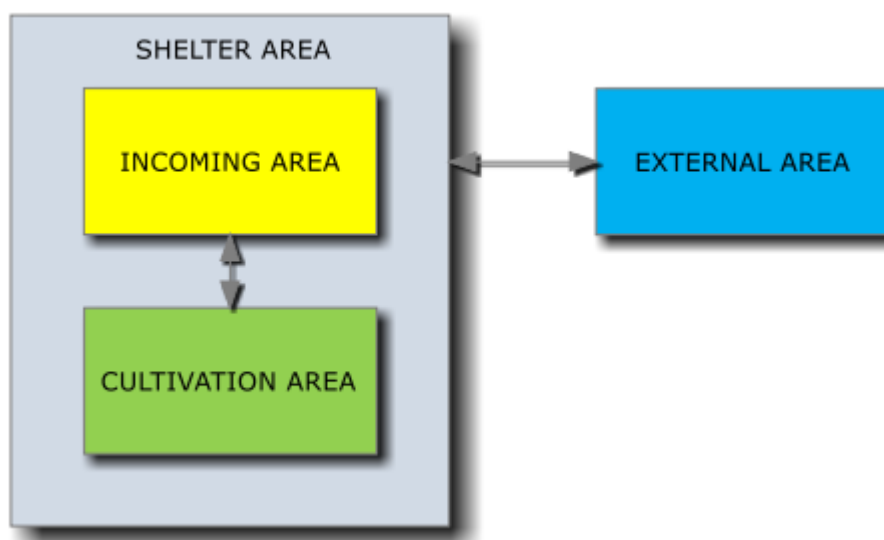 SHELTER AREA
INCOMING AREA
EXTERNAL AREA
CULTIVATION AREA